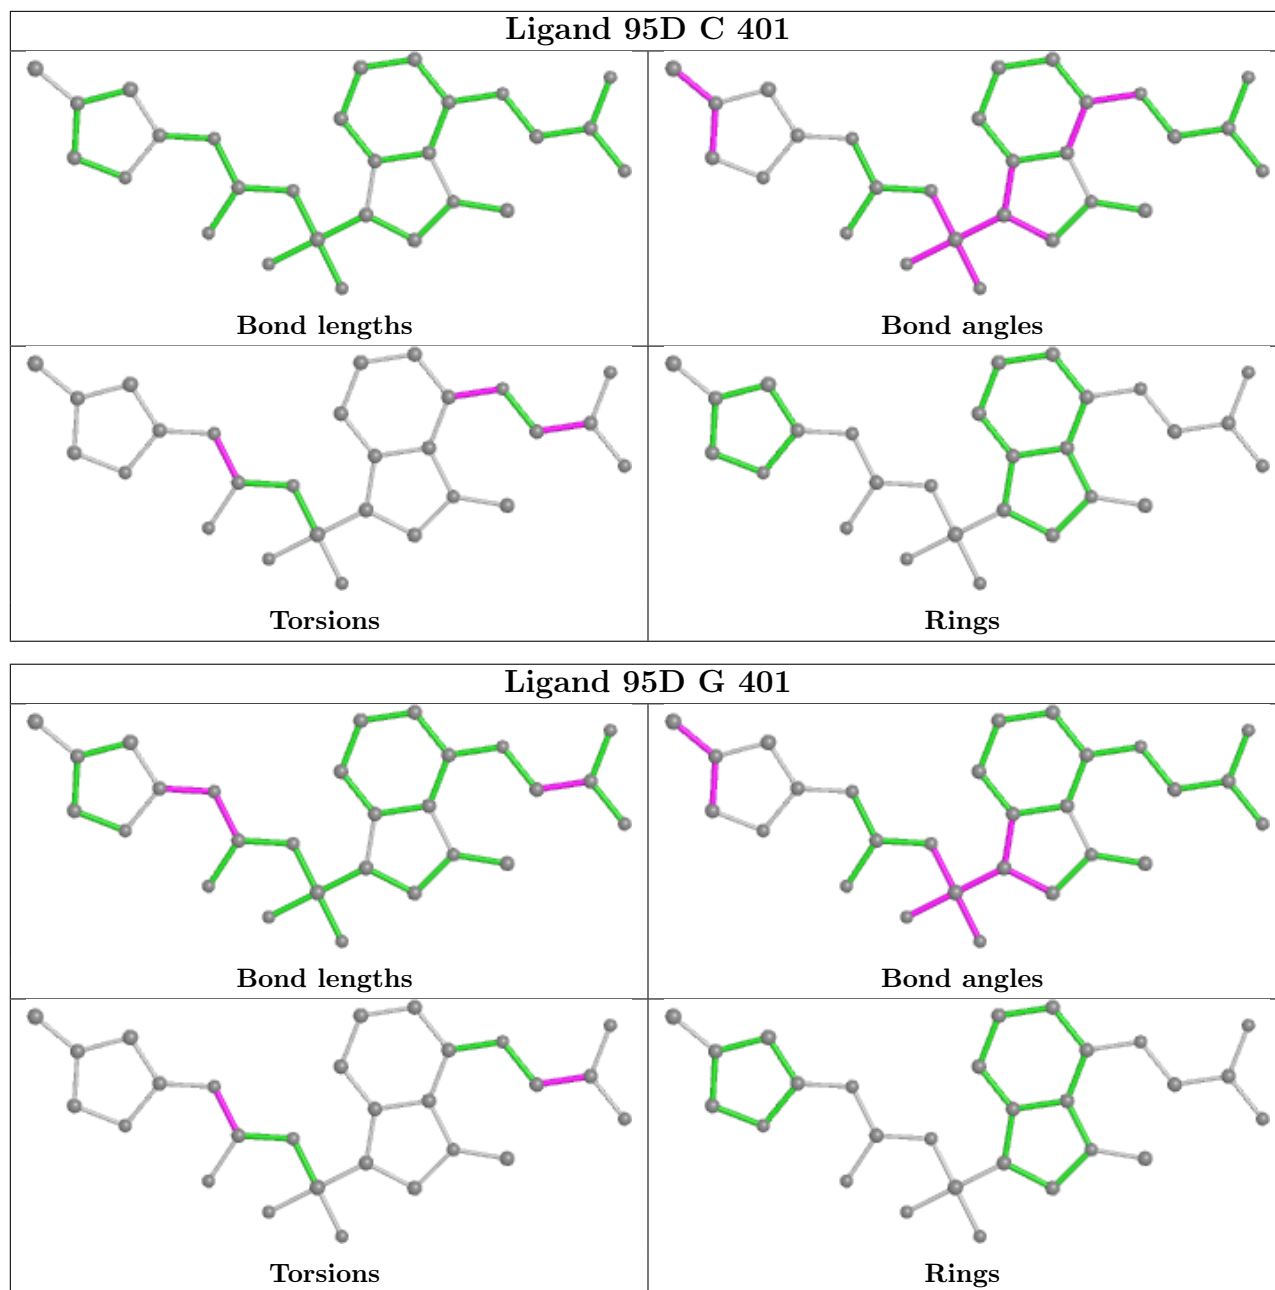 Ligand 95D C 401
Bond lengths
Bond angles
Torsions
Rings
Ligand 95D G 401
Bond lengths
Bond angles
Torsions
Rings